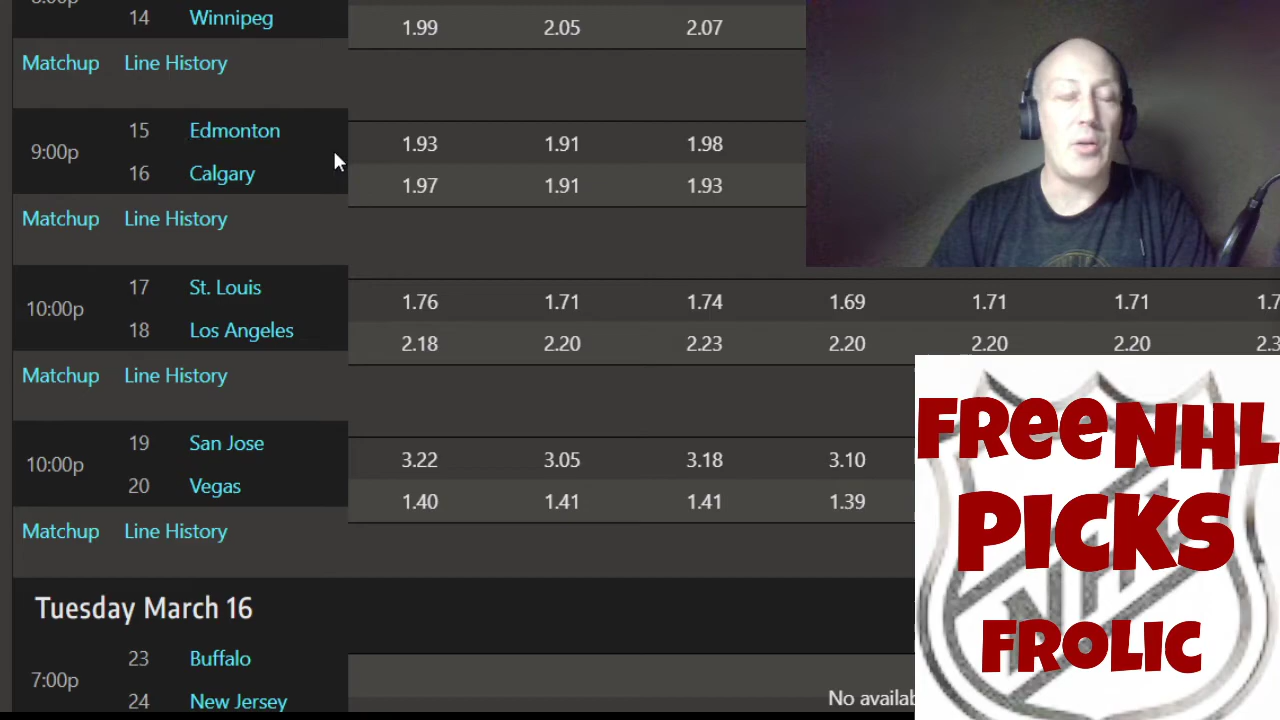 14 Winnipeg 1.99 2.05 2.07
Matchup Line History
9:00p
15 Edmonton 1.93 1.91 1.98
16 Calgary 1.97 1.91 1.93
Matchup Line History
10:00p
17 St. Louis 1.76 1.71 1.74 1.69 1.71 1.71
18 Los Angeles 2.18 2.20 2.23 2.20 2.20 2.20
Matchup Line History
10:00p
19 San Jose 3.22 3.05 3.18 3.10
20 Vegas 1.40 1.41 1.41 1.39
Matchup Line History
Tuesday March 16
7:00p
23 Buffalo
24 New Jersey
No
FRee NHL
PICKS
FROLIC
NHL